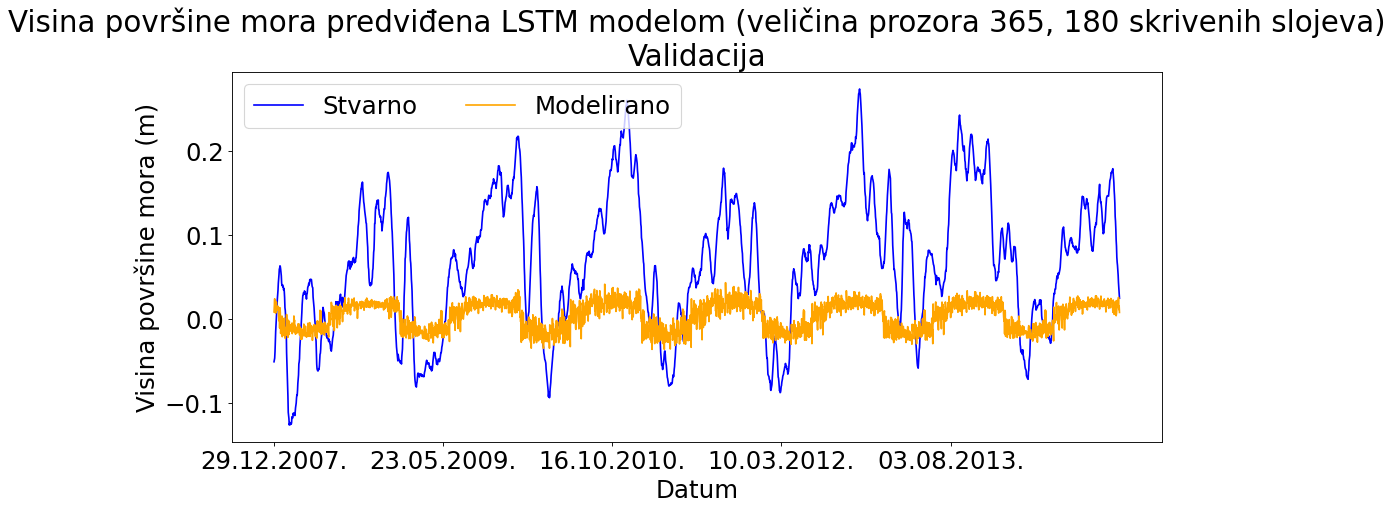 Visina površine mora predviđena LSTM modelom (veličina prozora 365, 180 skrivenih slojeva)
Validacija
Stvarno
Modelirano
Visina površine mora (m)
0.2
0.1
0.0
−0.1
29.12.2007.
23.05.2009.
16.10.2010.
10.03.2012.
03.08.2013.
Datum